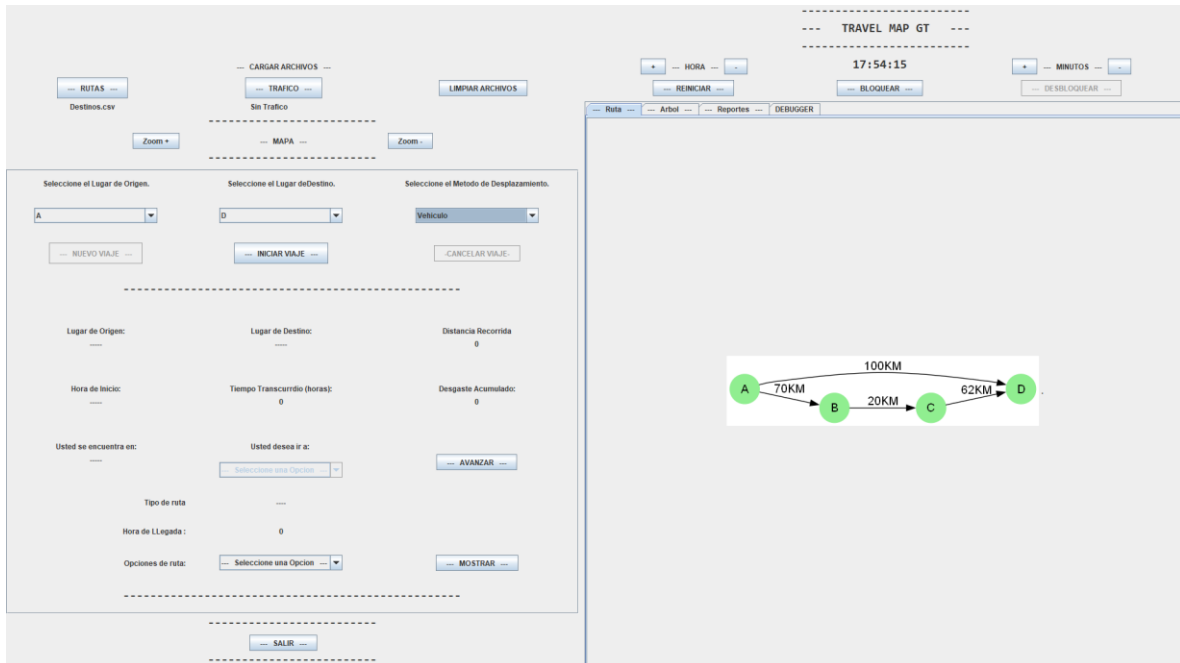 --- TRAVEL MAP GT ---
--- CARGAR ARCHIVOS ---
--- RUTAS --- --- TRAFICO --- LIMPIAR ARCHIVOS
Destinos.csv Sin Trafico
Zoom + --- MAPA --- Zoom -
Seleccione el Lugar de Origen. Seleccione el Lugar deDestino. Seleccione el Metodo de Desplazamiento.
A D Vehiculo
--- NUEVO VIAJE --- --- INICIAR VIAJE --- -CANCELAR VIAJE-
Lugar de Origen: Lugar de Destino: Distancia Recorrida
---- ---- 0
Hora de Inicio: Tiempo Transcurrdio (horas): Desgaste Acumulado:
---- 0 0
Usted se encuentra en: Usted desea ir a:
---- --- Seleccione una Opcion --- --- AVANZAR ---
Tipo de ruta ----
Hora de LLegada : 0
Opciones de ruta: --- Seleccione una Opcion --- --- MOSTRAR ---
--- SALIR ---
+ --- HORA --- - 17:54:15 + --- MINUTOS --- -
--- REINICIAR --- --- BLOQUEAR --- --- DESBLOQUEAR ---
--- Ruta --- --- Arbol --- --- Reportes --- DEBUGGER
100KM
A 70KM B 20KM C 62KM D